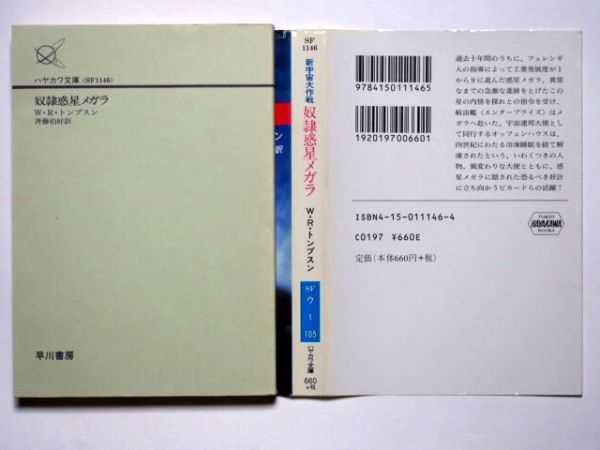 ハヤカワ文庫〈SF1146〉
奴隷惑星メガラ
W・R・トンプスン
斉藤伯好訳
早川書房
ン
訳
SF
1146
新宇宙大作戦
奴隷惑星メガラ
W・R・トンプスン
SF
ウ
1
105
ハヤカワ文庫
660
+税
9784150111465
1920197006601
過去十年間のうちに、フェレンギ
人の指導によって工業発展度が1
から9に進んだ惑星メガラ。異常
なまでの急激な進展をとげたこの
星の内情を探れとの指令を受け、
航宙艦〈エンタープライズ〉はメ
ガラへ赴いた。宇宙連邦大使とし
て同行するオッフェンハウスは、
四世紀にわたる冷凍睡眠を経て解
凍されたという、いわくつきの人
物。風変わりな大使とともに、惑
星メガラに隠された恐るべき奸計
に立ち向かうピカードらの活躍！
ISBN4-15-011146-4
C0197 ¥660E
定価（本体660円+税）
TOKYO
HAYAKAWA
BOOKS